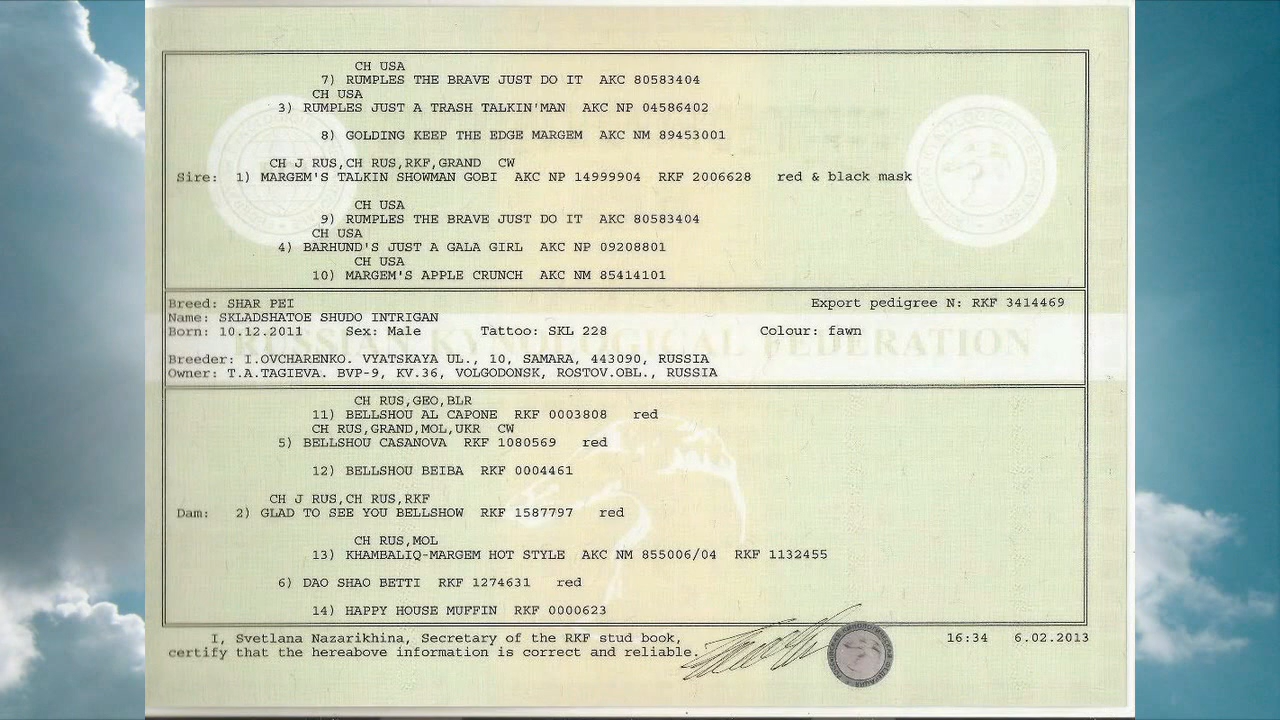 CH USA
7) RUMPLES THE BRAVE JUST DO IT AKC 80583404
CH USA
3) RUMPLES JUST A TRASH TALKIN'MAN AKC NP 04586402
8) GOLDING KEEP THE EDGE MARGEM AKC NM 89453001
CH J RUS,CH RUS,RKF,GRAND CW
Sire: 1) MARGEM'S TALKIN SHOWMAN GOBI AKC NP 14999904 RKF 2006628 red & black mask
CH USA
9) RUMPLES THE BRAVE JUST DO IT AKC 80583404
CH USA
4) BARHUND'S JUST A GALA GIRL AKC NP 09208801
CH USA
10) MARGEM'S APPLE CRUNCH AKC NM 85414101
Breed: SHAR PEI Export pedigree N: RKF 3414469
Name: SKLADSHATOE SHUDO INTRIGAN
Born: 10.12.2011 Sex: Male Tattoo: SKL 228 Colour: fawn
RUSSIAN KYNOLOGICAL FEDERATION
Breeder: I.OVCHARENKO. VYATSKAYA UL., 10, SAMARA, 443090, RUSSIA
Owner: T.A.TAGIEVA. BVP-9, KV.36, VOLGODONSK, ROSTOV.OBL., RUSSIA
CH RUS,GEO,BLR
11) BELLSHOU AL CAPONE RKF 0003808 red
CH RUS,GRAND,MOL,UKR CW
5) BELLSHOU CASANOVA RKF 1080569 red
12) BELLSHOU BEIBA RKF 0004461
CH J RUS,CH RUS,RKF
Dam: 2) GLAD TO SEE YOU BELLSHOW RKF 1587797 red
CH RUS,MOL
13) KHAMBALIQ-MARGEM HOT STYLE AKC NM 855006/04 RKF 1132455
6) DAO SHAO BETTI RKF 1274631 red
14) HAPPY HOUSE MUFFIN RKF 0000623
I, Svetlana Nazarikhina, Secretary of the RKF stud book, 16:34 6.02.2013
certify that the hereabove information is correct and reliable.